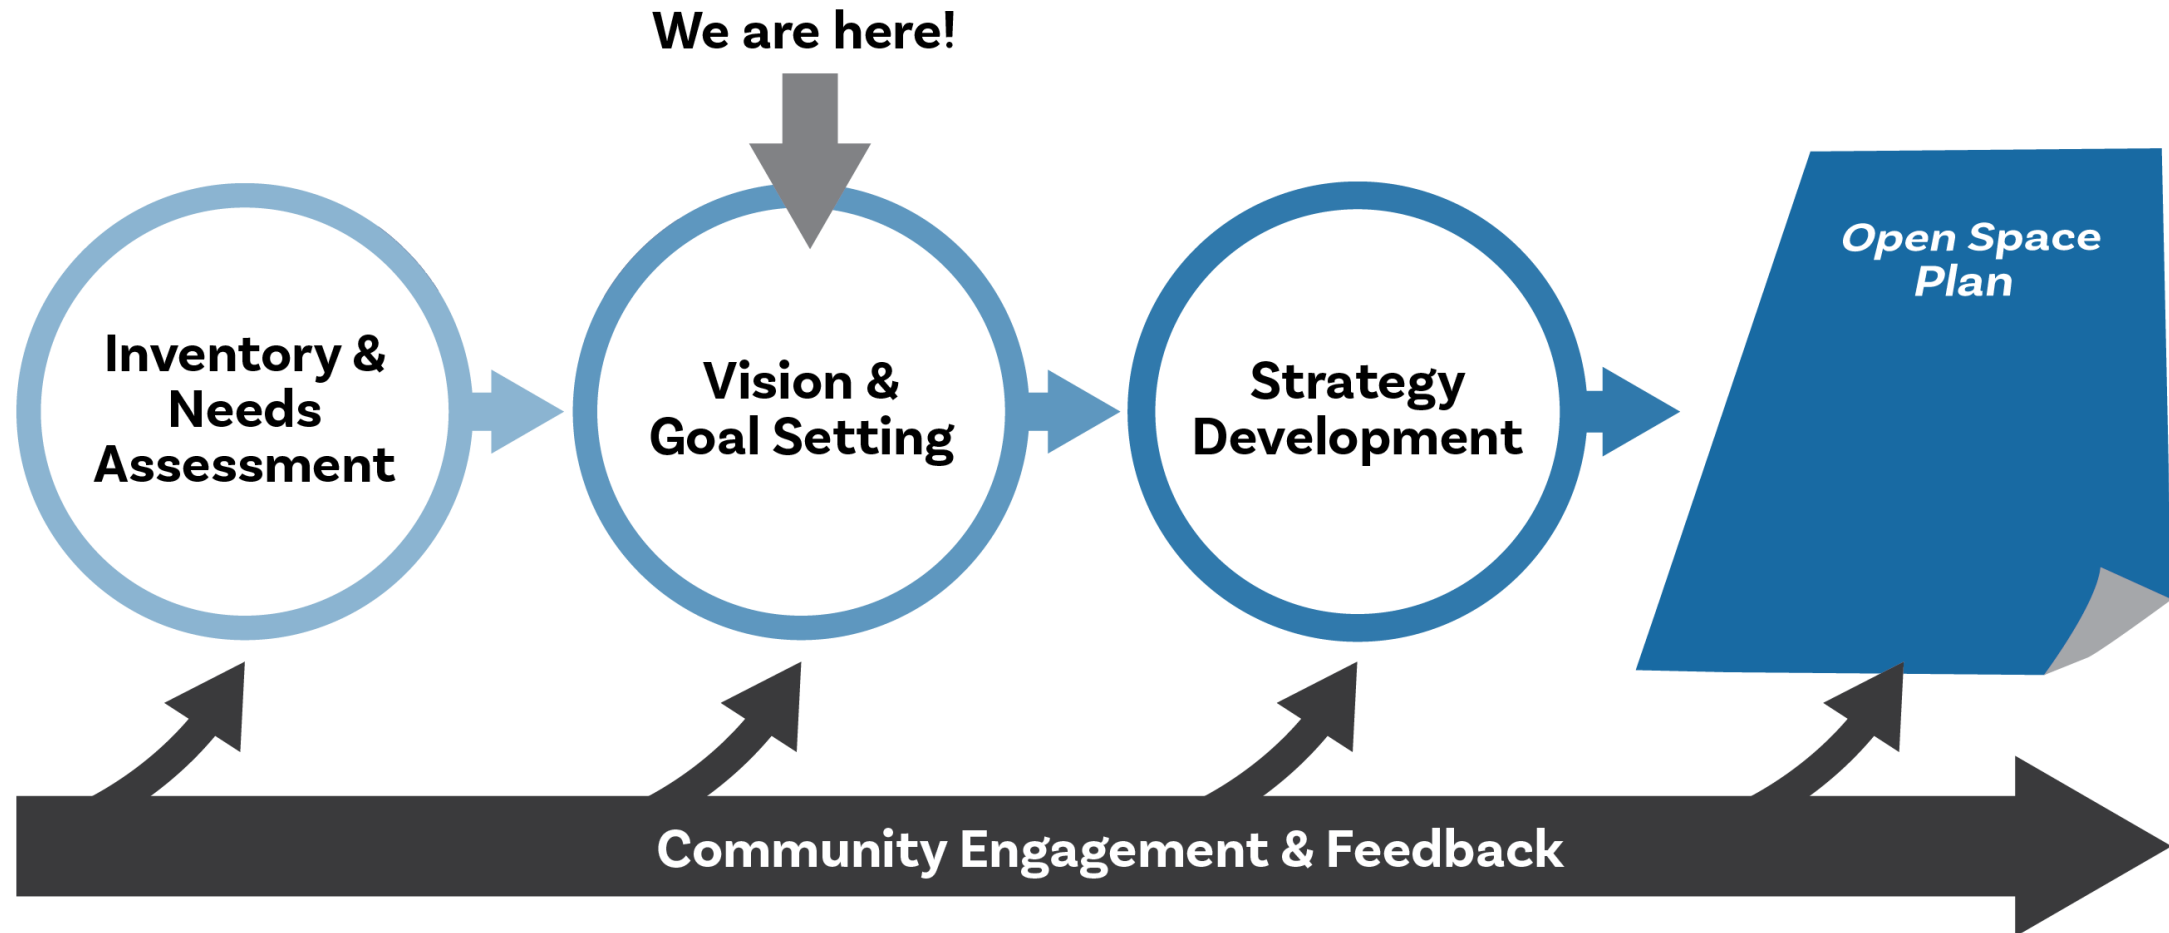 We are here!
Inventory &
Needs
Assessment
Vision &
Goal Setting
Strategy
Development
Open Space
Plan
Community Engagement & Feedback